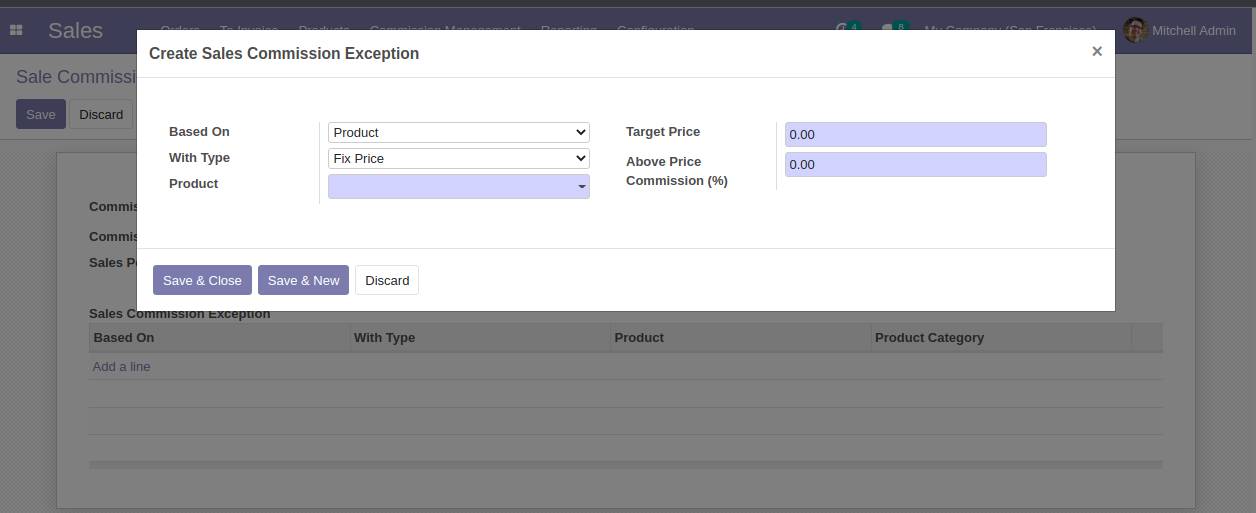 Sales
Orders To Invoice Products Commission Management Reporting Configuration
4
8
My Company (San Francisco)
Mitchell Admin
Create Sales Commission Exception
×
Sale Commissi
Save
Discard
Based On
Product
Target Price
0.00
With Type
Fix Price
Above Price
Commission (%)
0.00
Product
Commis
Commis
Sales Pe
Save & Close
Save & New
Discard
Sales Commission Exception
Based On
With Type
Product
Product Category
Add a line